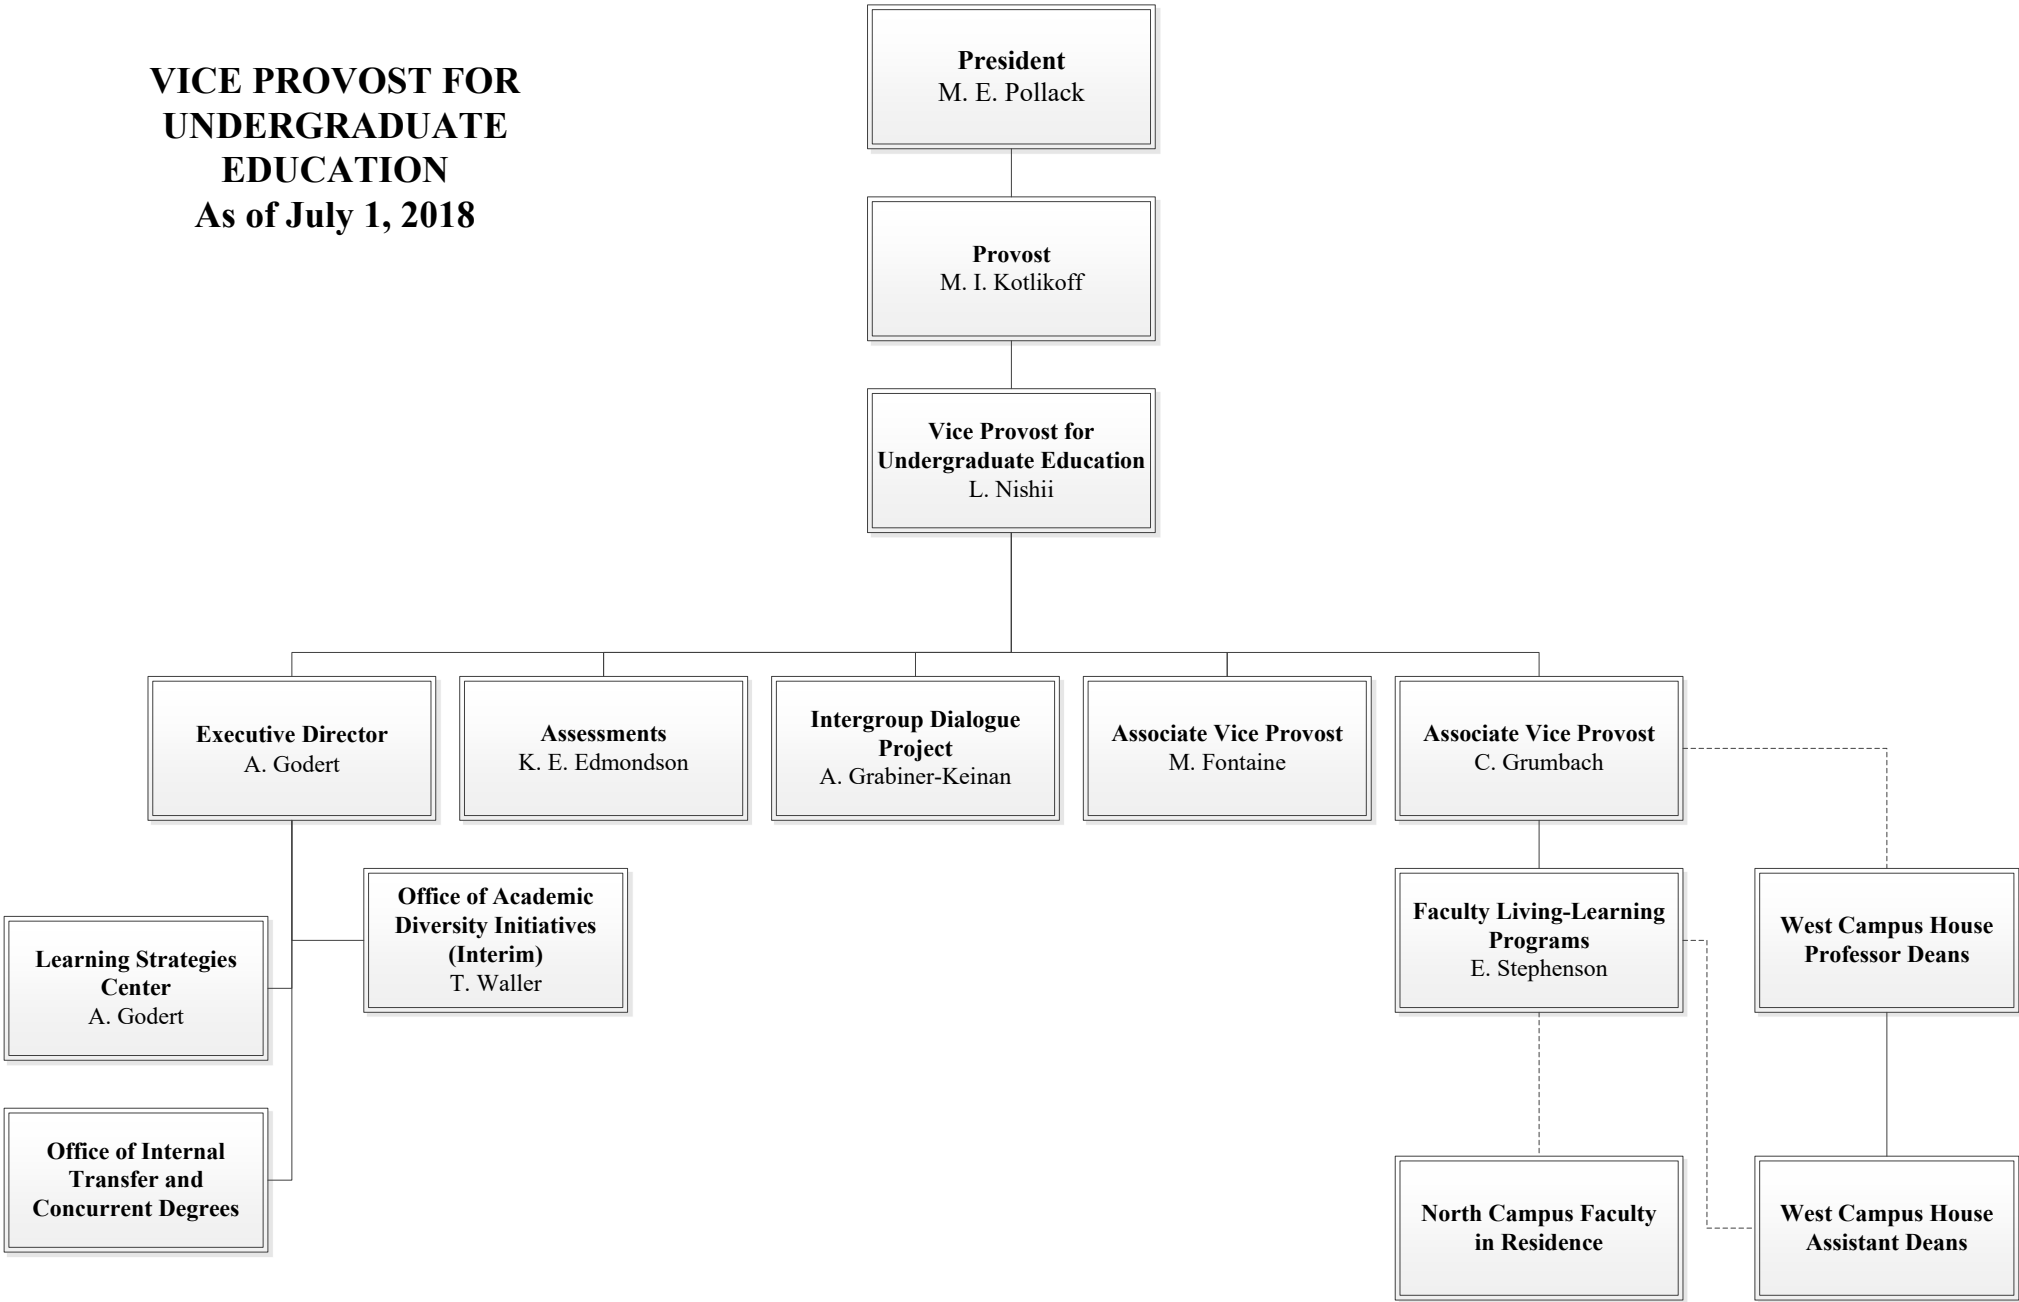 VICE PROVOST FOR
UNDERGRADUATE
EDUCATION
As of July 1, 2018
President
M. E. Pollack
Provost
M. I. Kotlikoff
Vice Provost for
Undergraduate Education
L. Nishii
Executive Director
A. Godert
Assessments
K. E. Edmondson
Intergroup Dialogue
Project
A. Grabiner-Keinan
Associate Vice Provost
M. Fontaine
Associate Vice Provost
C. Grumbach
Office of Academic
Diversity Initiatives
(Interim)
T. Waller
Learning Strategies
Center
A. Godert
Faculty Living-Learning
Programs
E. Stephenson
West Campus House
Professor Deans
Office of Internal
Transfer and
Concurrent Degrees
North Campus Faculty
in Residence
West Campus House
Assistant Deans